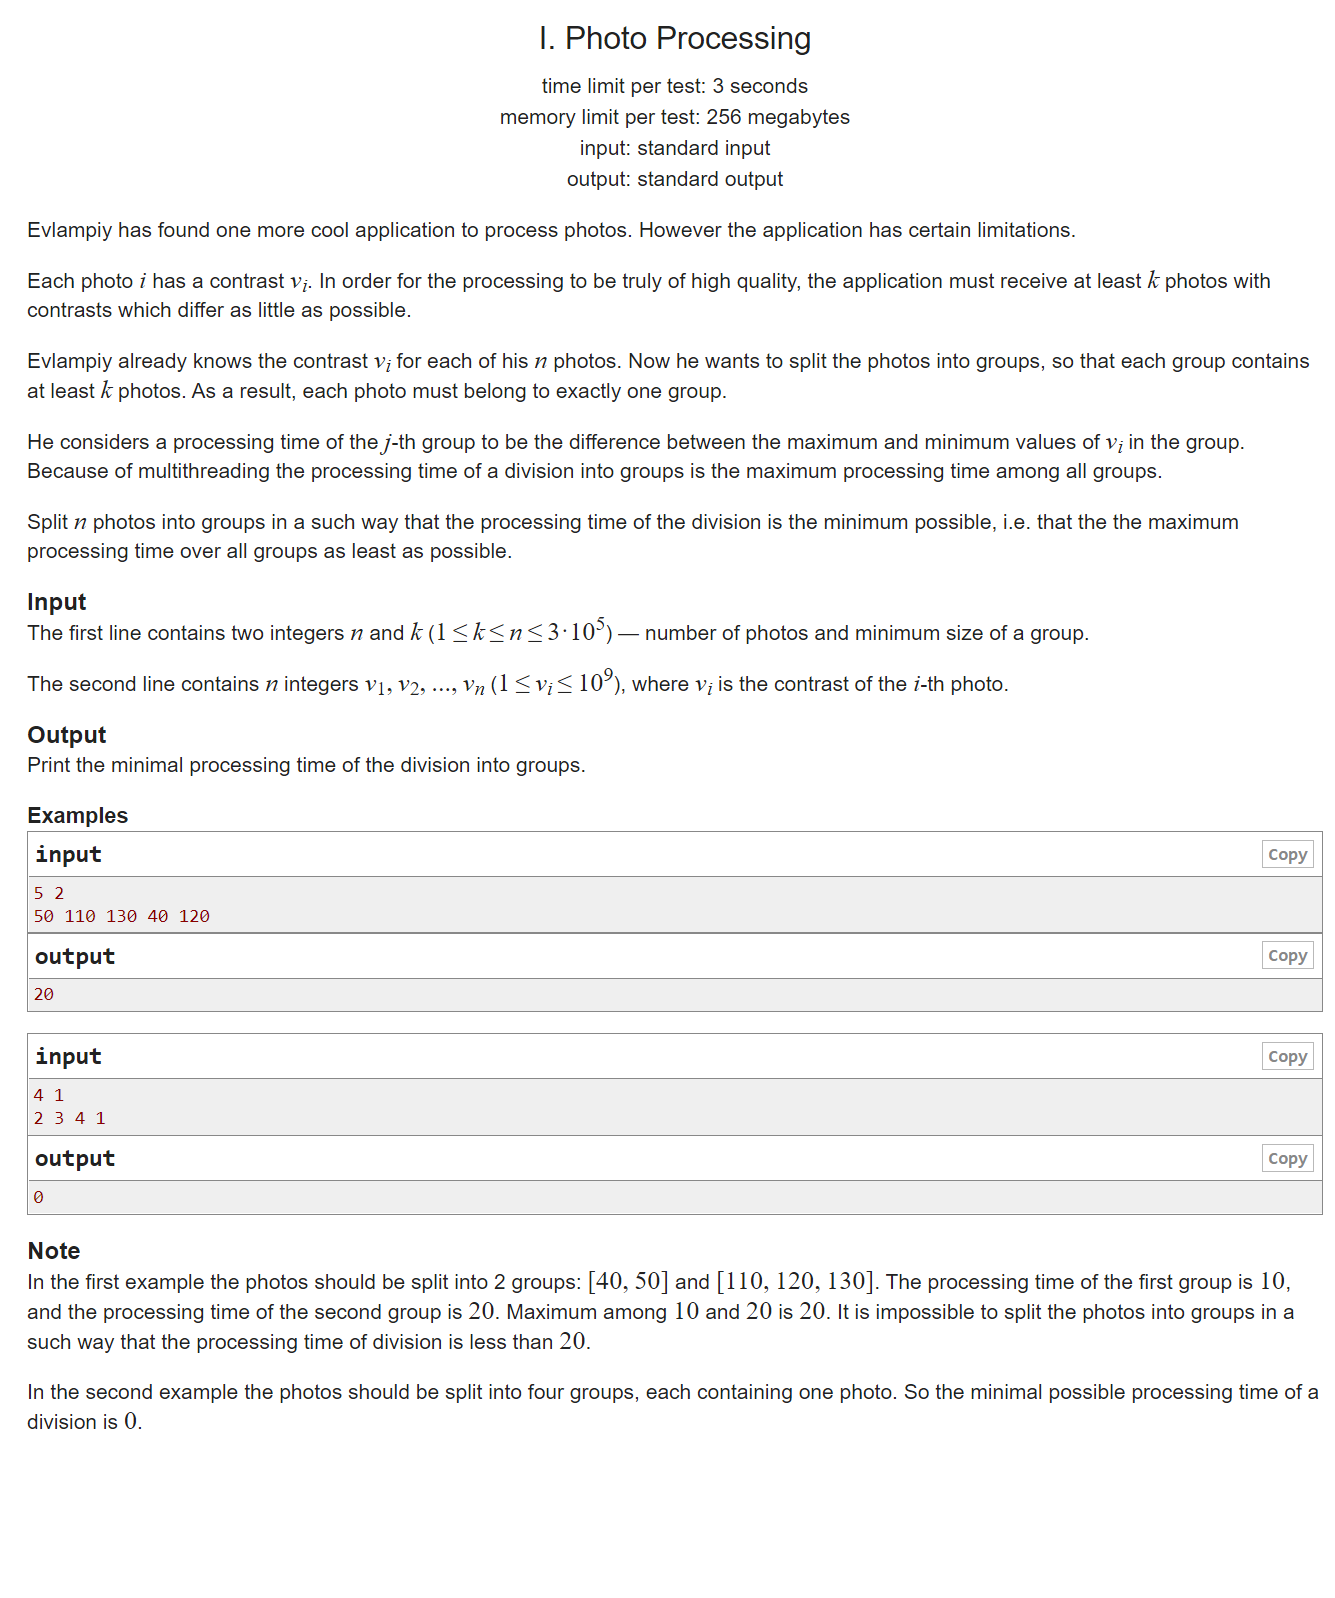 I. Photo Processing
time limit per test: 3 seconds
memory limit per test: 256 megabytes
input: standard input
output: standard output
Evlampiy has found one more cool application to process photos. However the application has certain limitations.
Each photo i has a contrast v_i. In order for the processing to be truly of high quality, the application must receive at least k photos with
contrasts which differ as little as possible.
Evlampiy already knows the contrast v_i for each of his n photos. Now he wants to split the photos into groups, so that each group contains
at least k photos. As a result, each photo must belong to exactly one group.
He considers a processing time of the j-th group to be the difference between the maximum and minimum values of v_i in the group.
Because of multithreading the processing time of a division into groups is the maximum processing time among all groups.
Split n photos into groups in a such way that the processing time of the division is the minimum possible, i.e. that the the maximum
processing time over all groups as least as possible.
Input
The first line contains two integers n and k (1 ≤ k ≤ n ≤ 3·10^5) — number of photos and minimum size of a group.
The second line contains n integers v_1, v_2, ..., v_n (1 ≤ v_i ≤ 10^9), where v_i is the contrast of the i-th photo.
Output
Print the minimal processing time of the division into groups.
Examples
input Copy
5 2
50 110 130 40 120
output Copy
20
input Copy
4 1
2 3 4 1
output Copy
0
Note
In the first example the photos should be split into 2 groups: [40, 50] and [110, 120, 130]. The processing time of the first group is 10,
and the processing time of the second group is 20. Maximum among 10 and 20 is 20. It is impossible to split the photos into groups in a
such way that the processing time of division is less than 20.
In the second example the photos should be split into four groups, each containing one photo. So the minimal possible processing time of a
division is 0.